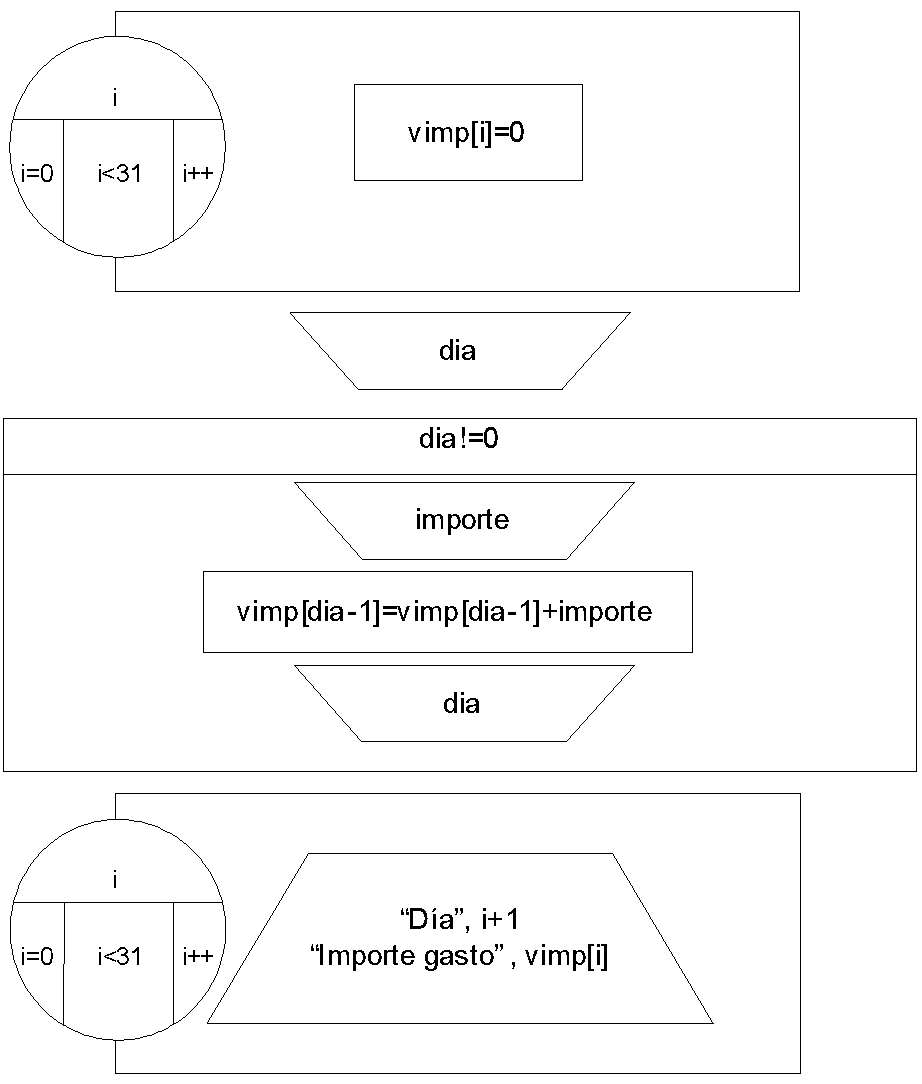 i
i=0 i<31 i++
vimp[i]=0
dia
dia!=0
importe
vimp[dia-1]=vimp[dia-1]+importe
dia
i
i=0 i<31 i++
“Día”, i+1
“Importe gasto” , vimp[i]